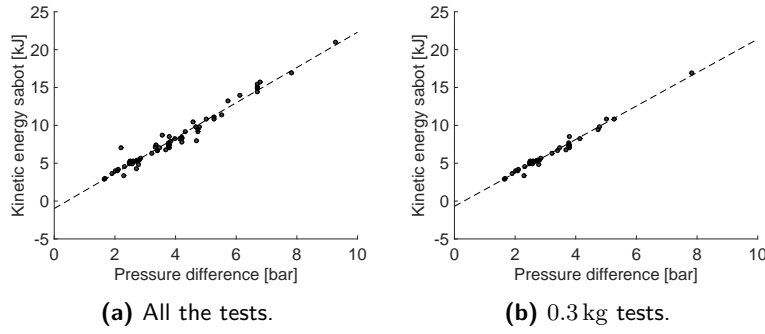 25
20
15
10
5
0
-5
0 2 4 6 8 10
Kinetic energy sabot [kJ]
Pressure difference [bar]
(a) All the tests.
25
20
15
10
5
0
-5
0 2 4 6 8 10
Kinetic energy sabot [kJ]
Pressure difference [bar]
(b) 0.3 kg tests.